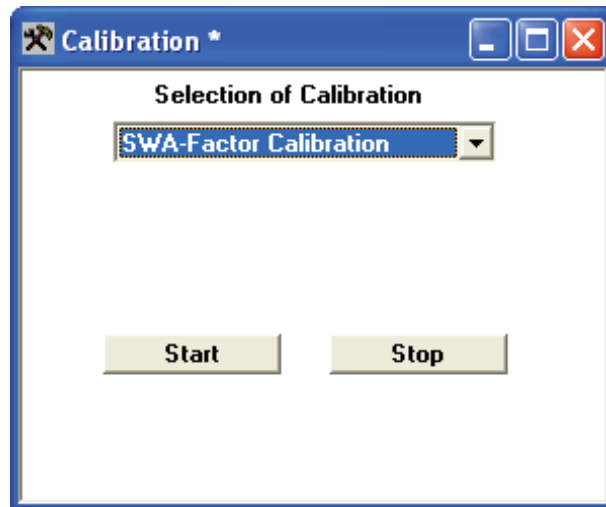 Calibration *
Selection of Calibration
SWA-Factor Calibration
Start Stop